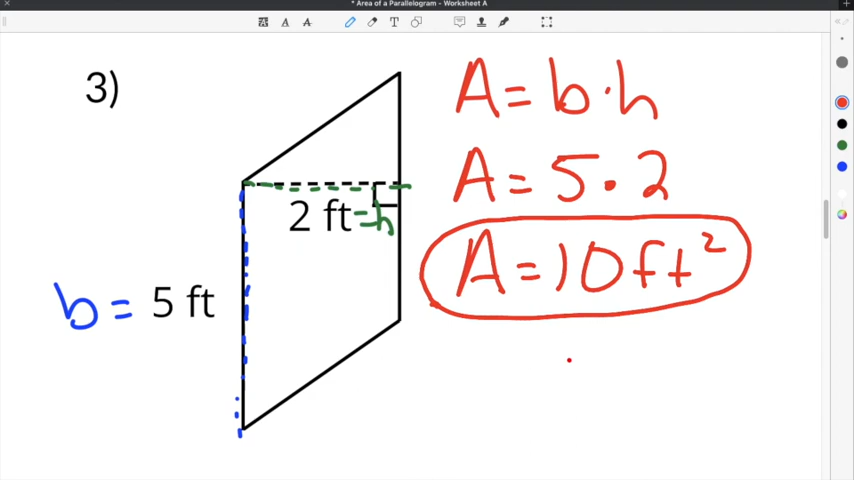 * Area of a Parallelogram - Worksheet A
3)
A = b · h
A = 5 · 2
2 ft = h
A = 10 ft²
b = 5 ft